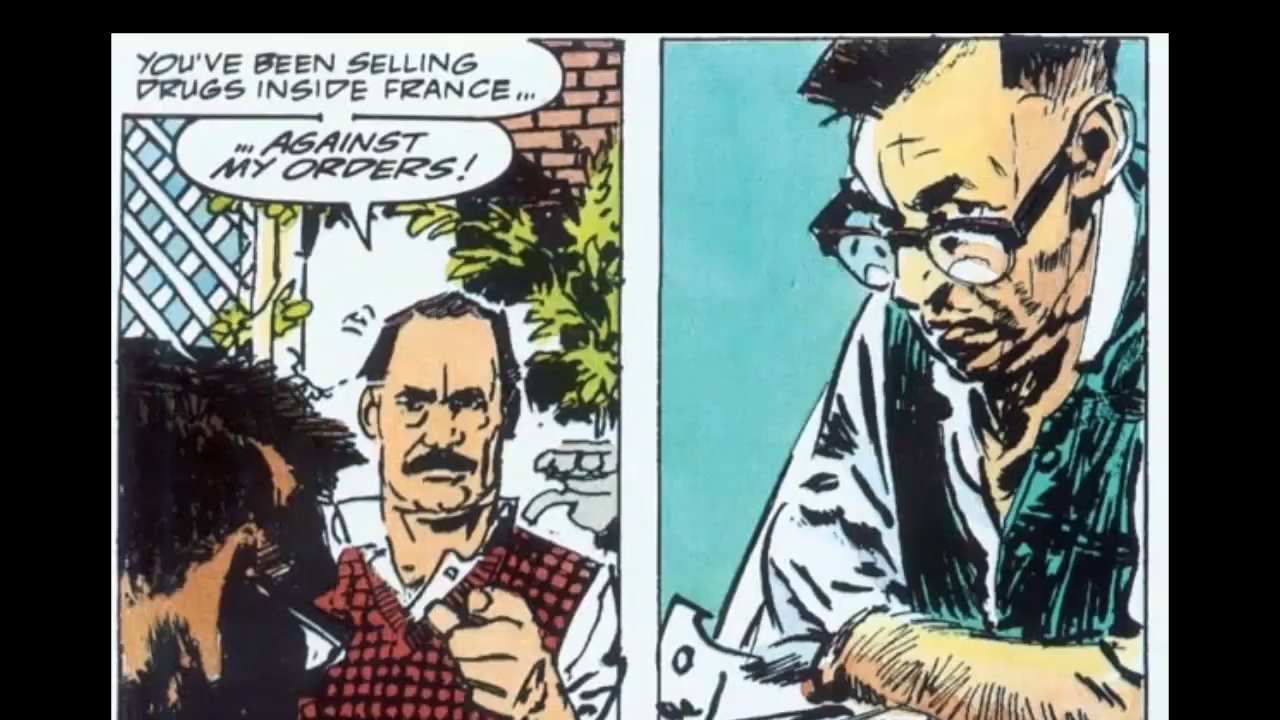 YOU'VE BEEN SELLING
DRUGS INSIDE FRANCE...
... AGAINST
MY ORDERS!